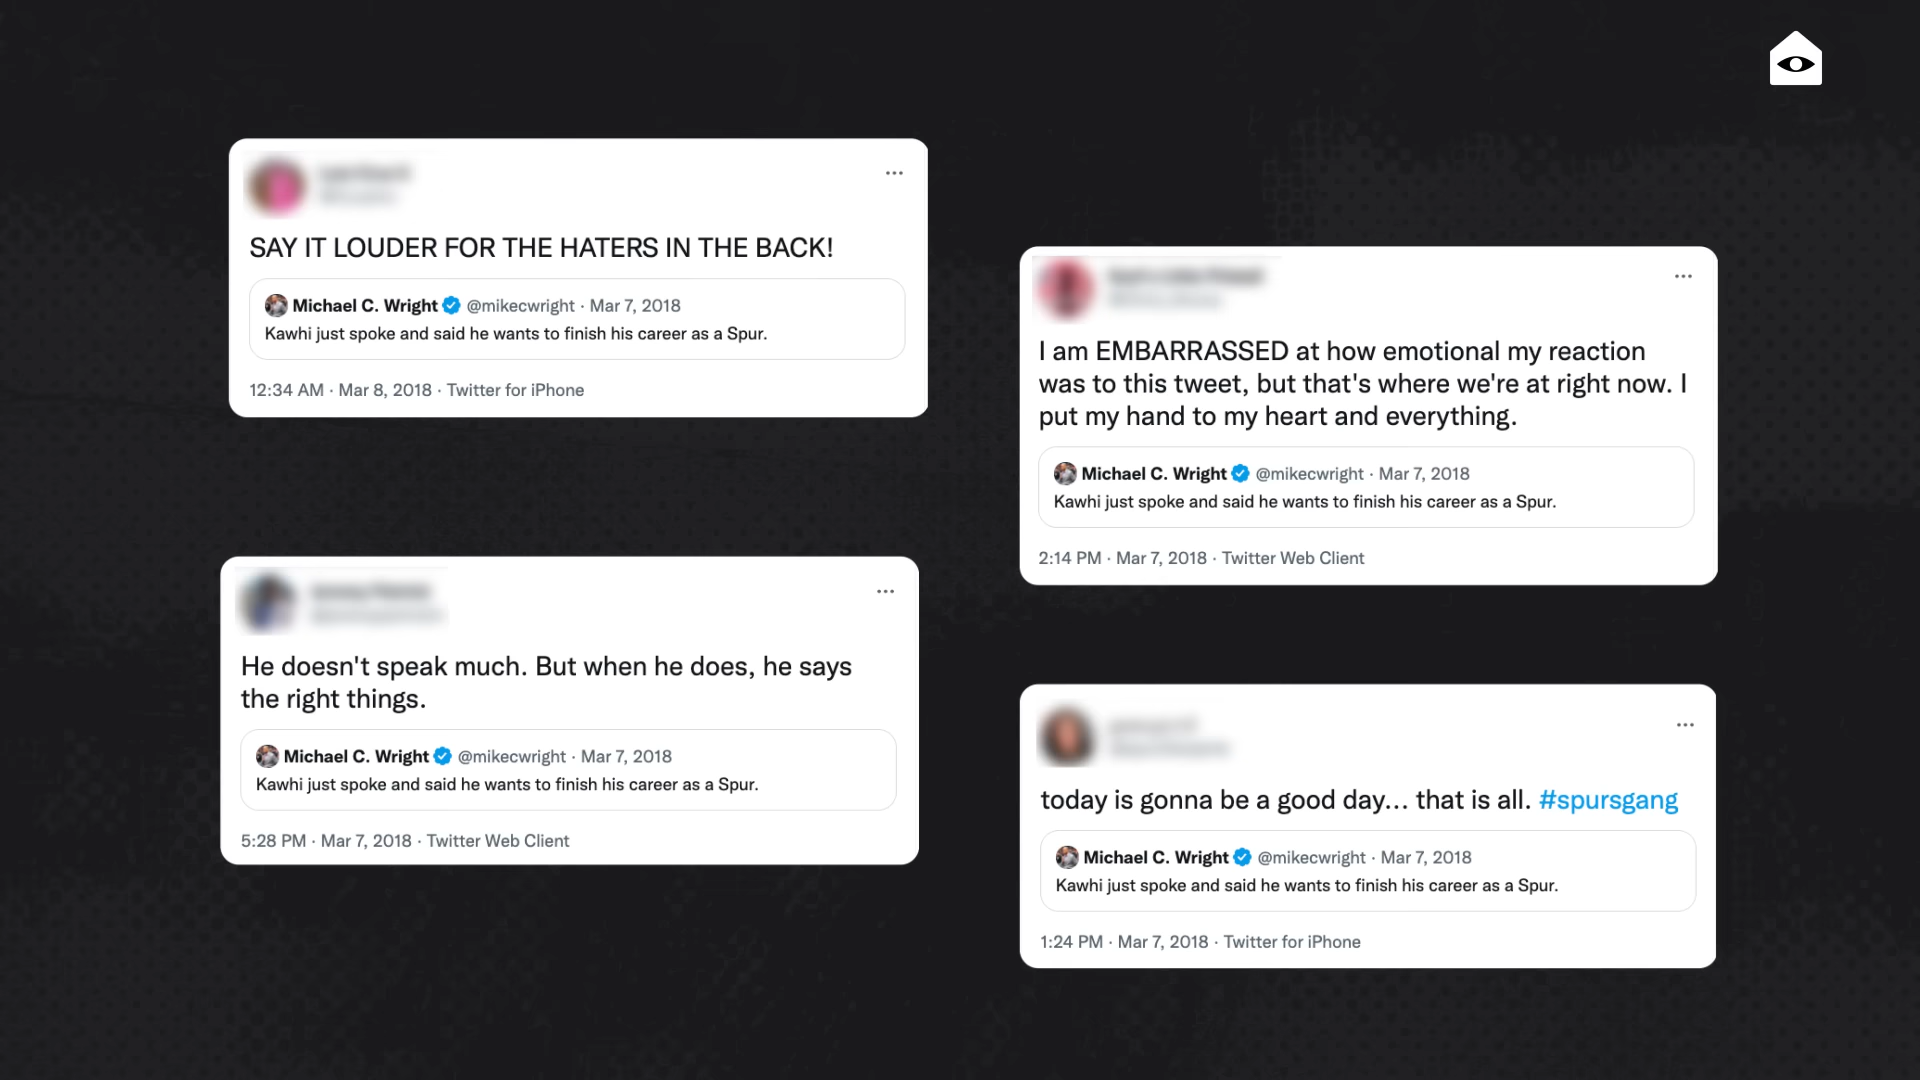 SAY IT LOUDER FOR THE HATERS IN THE BACK!
Michael C. Wright @mikecwright · Mar 7, 2018
Kawhi just spoke and said he wants to finish his career as a Spur.
12:34 AM · Mar 8, 2018 · Twitter for iPhone
I am EMBARRASSED at how emotional my reaction
was to this tweet, but that's where we're at right now. I
put my hand to my heart and everything.
Michael C. Wright @mikecwright · Mar 7, 2018
Kawhi just spoke and said he wants to finish his career as a Spur.
2:14 PM · Mar 7, 2018 · Twitter Web Client
He doesn't speak much. But when he does, he says
the right things.
Michael C. Wright @mikecwright · Mar 7, 2018
Kawhi just spoke and said he wants to finish his career as a Spur.
5:28 PM · Mar 7, 2018 · Twitter Web Client
today is gonna be a good day... that is all. #spursgang
Michael C. Wright @mikecwright · Mar 7, 2018
Kawhi just spoke and said he wants to finish his career as a Spur.
1:24 PM · Mar 7, 2018 · Twitter for iPhone